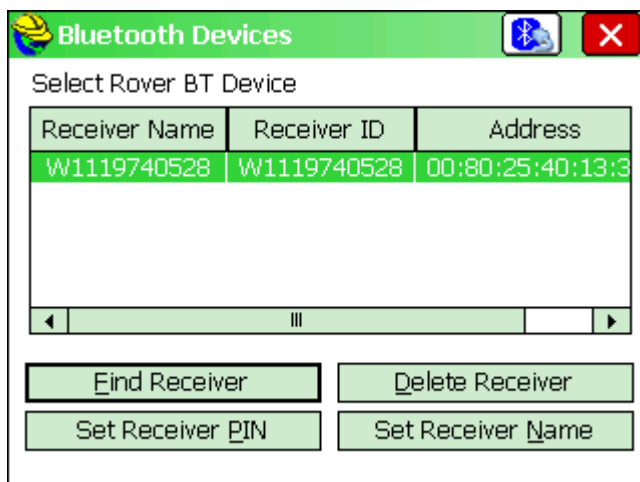 Bluetooth Devices
Select Rover BT Device
Receiver Name Receiver ID Address
W1119740528 W1119740528 00:80:25:40:13:3
Find Receiver Delete Receiver
Set Receiver PIN Set Receiver Name